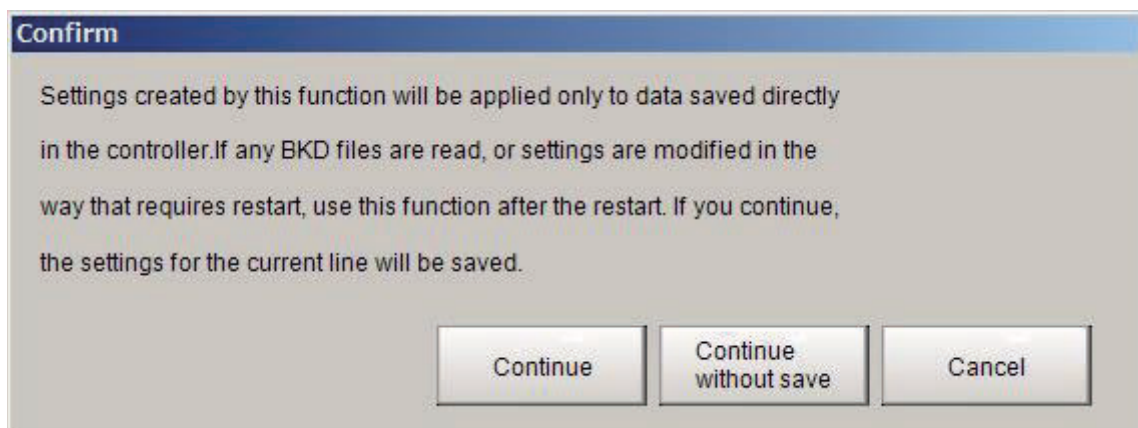 Confirm
Settings created by this function will be applied only to data saved directly
in the controller.If any BKD files are read, or settings are modified in the
way that requires restart, use this function after the restart. If you continue,
the settings for the current line will be saved.
Continue
Continue
without save
Cancel